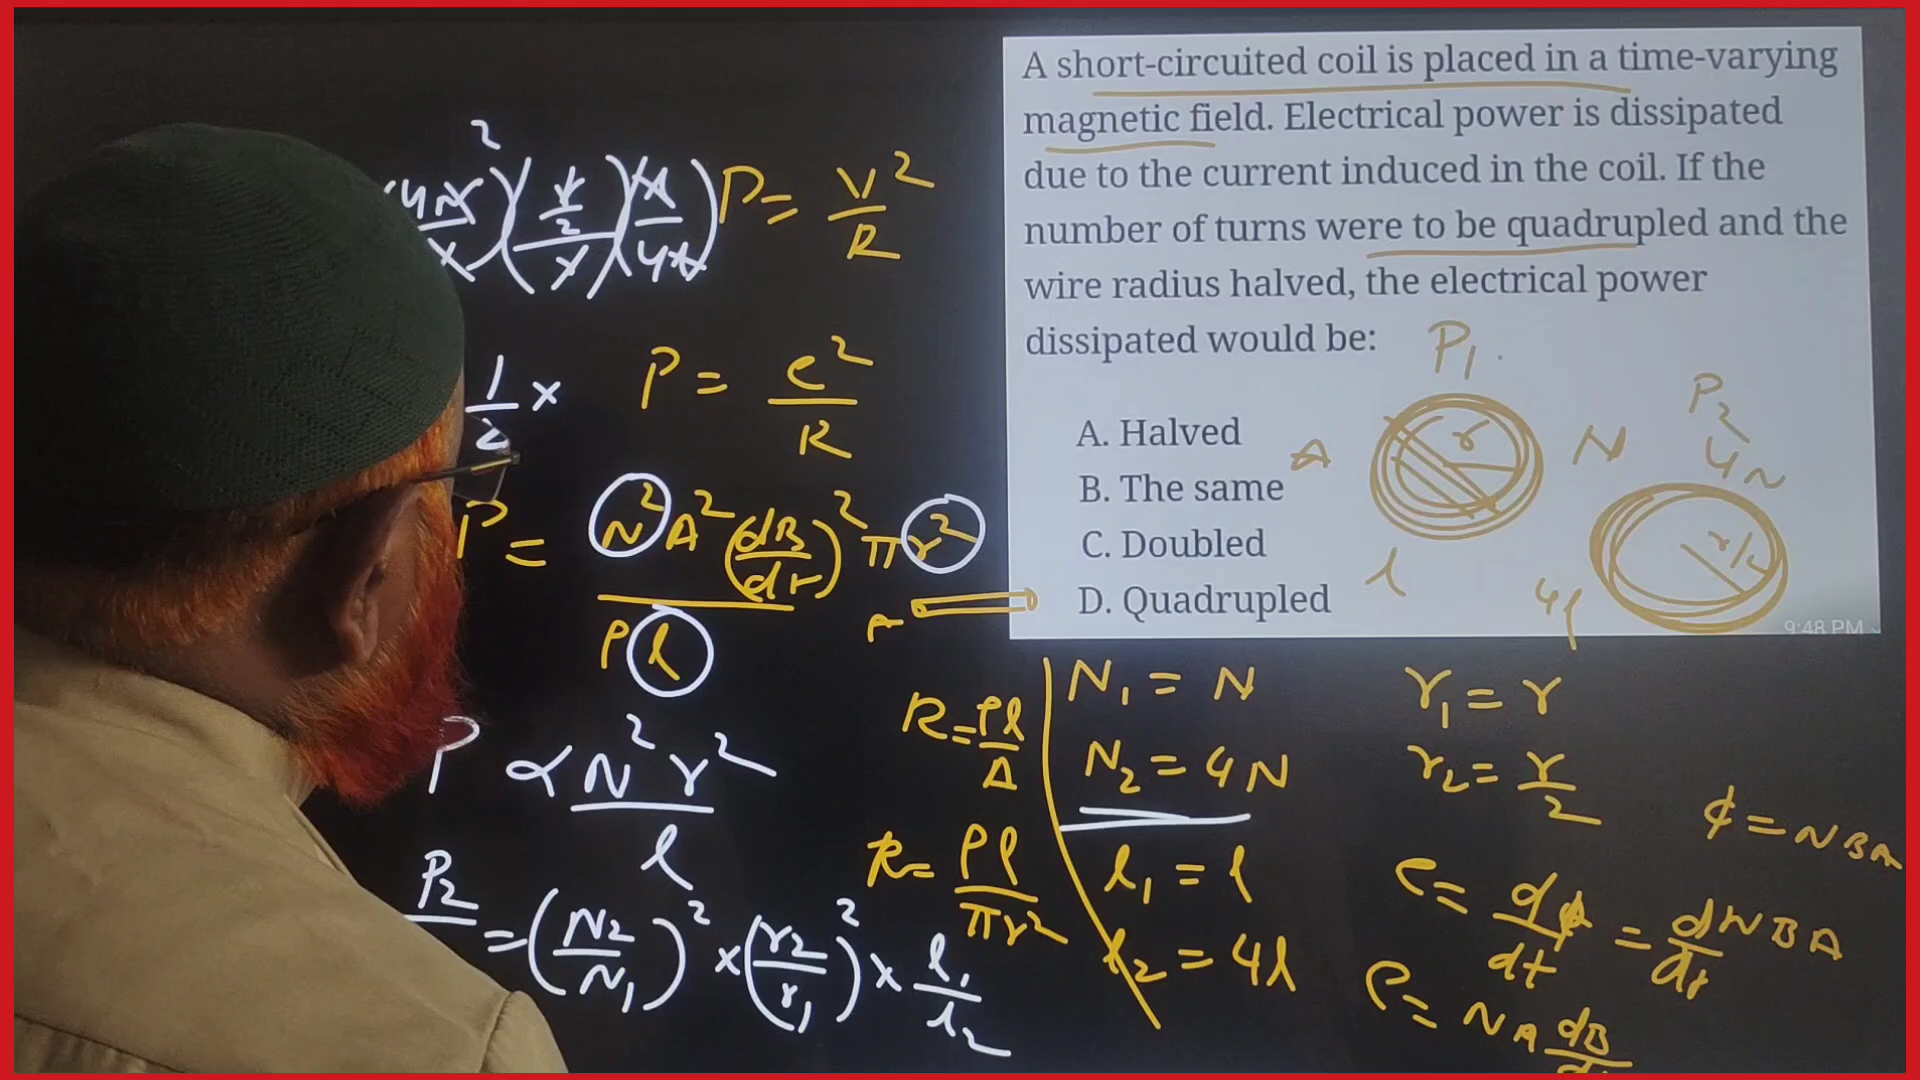 A short-circuited coil is placed in a time-varying
magnetic field. Electrical power is dissipated
due to the current induced in the coil. If the
number of turns were to be quadrupled and the
wire radius halved, the electrical power
dissipated would be:
A. Halved
B. The same
C. Doubled
D. Quadrupled
9:48 PM
P₁
A
r
N
l
P₂
4N
4l
P = V²/R
P = e²/R
P = N²A²(dB/dt)²πr² / ρl
A
P ∝ N²r²/l
P₂ = (N₂/N₁)² × (r₂/r₁)² × l₁/l₂
R = ρl/A
R = ρl/πr²
N₁ = N
N₂ = 4N
l₁ = l
l₂ = 4l
r₁ = r
r₂ = r/2
ϕ = NBA
e = dϕ/dt = dNBA/dt
e = NA dB